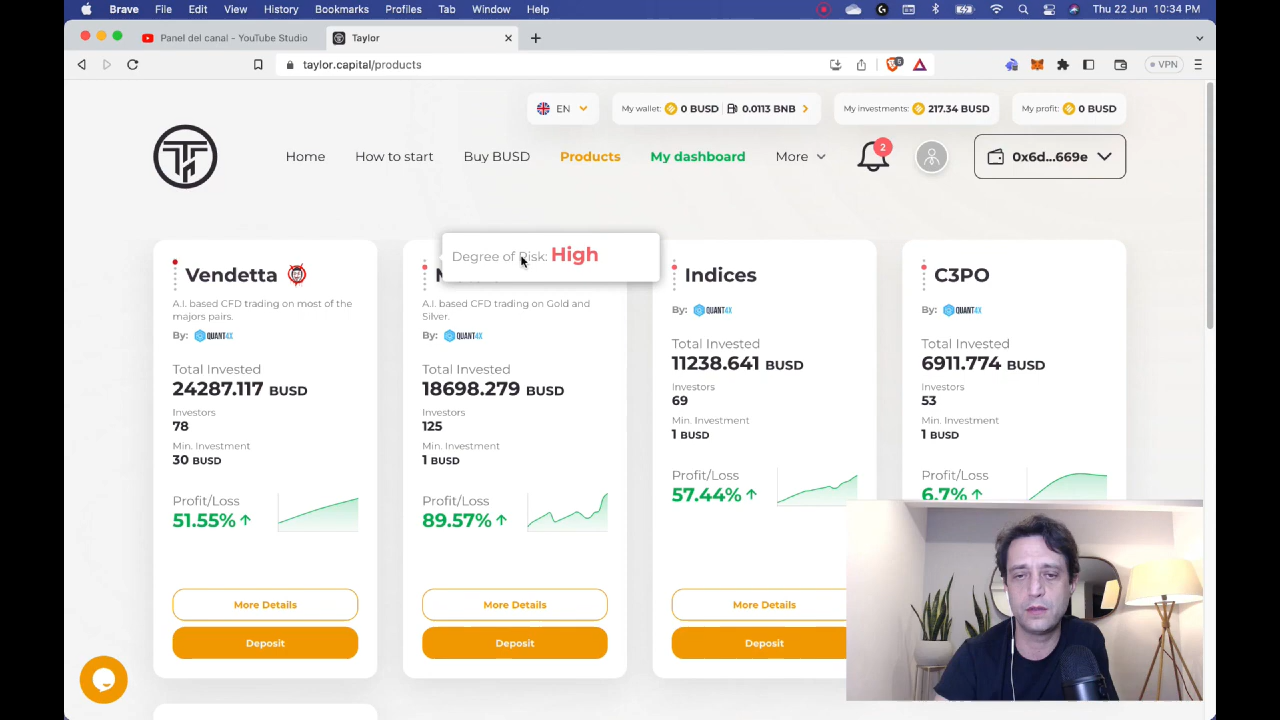 Brave File Edit View History Bookmarks Profiles Tab Window Help
Thu 22 Jun 10:34 PM
Panel del canal - YouTube Studio
Taylor
taylor.capital/products
5
VPN
EN
My wallet: 0 BUSD 0.0113 BNB
My investments: 217.34 BUSD
My profit: 0 BUSD
Home How to start Buy BUSD Products My dashboard More
2
0x6d...669e
Degree of Risk: High
Vendetta
A.I. based CFD trading on most of the
majors pairs.
By: QUANT4X
Total Invested
24287.117 BUSD
Investors
78
Min. Investment
30 BUSD
Profit/Loss
51.55%
More Details
Deposit
A.I. based CFD trading on Gold and
Silver.
By: QUANT4X
Total Invested
18698.279 BUSD
Investors
125
Min. Investment
1 BUSD
Profit/Loss
89.57%
More Details
Deposit
Indices
By: QUANT4X
Total Invested
11238.641 BUSD
Investors
69
Min. Investment
1 BUSD
Profit/Loss
57.44%
More Details
Deposit
C3PO
By: QUANT4X
Total Invested
6911.774 BUSD
Investors
53
Min. Investment
1 BUSD
Profit/Loss
6.7%